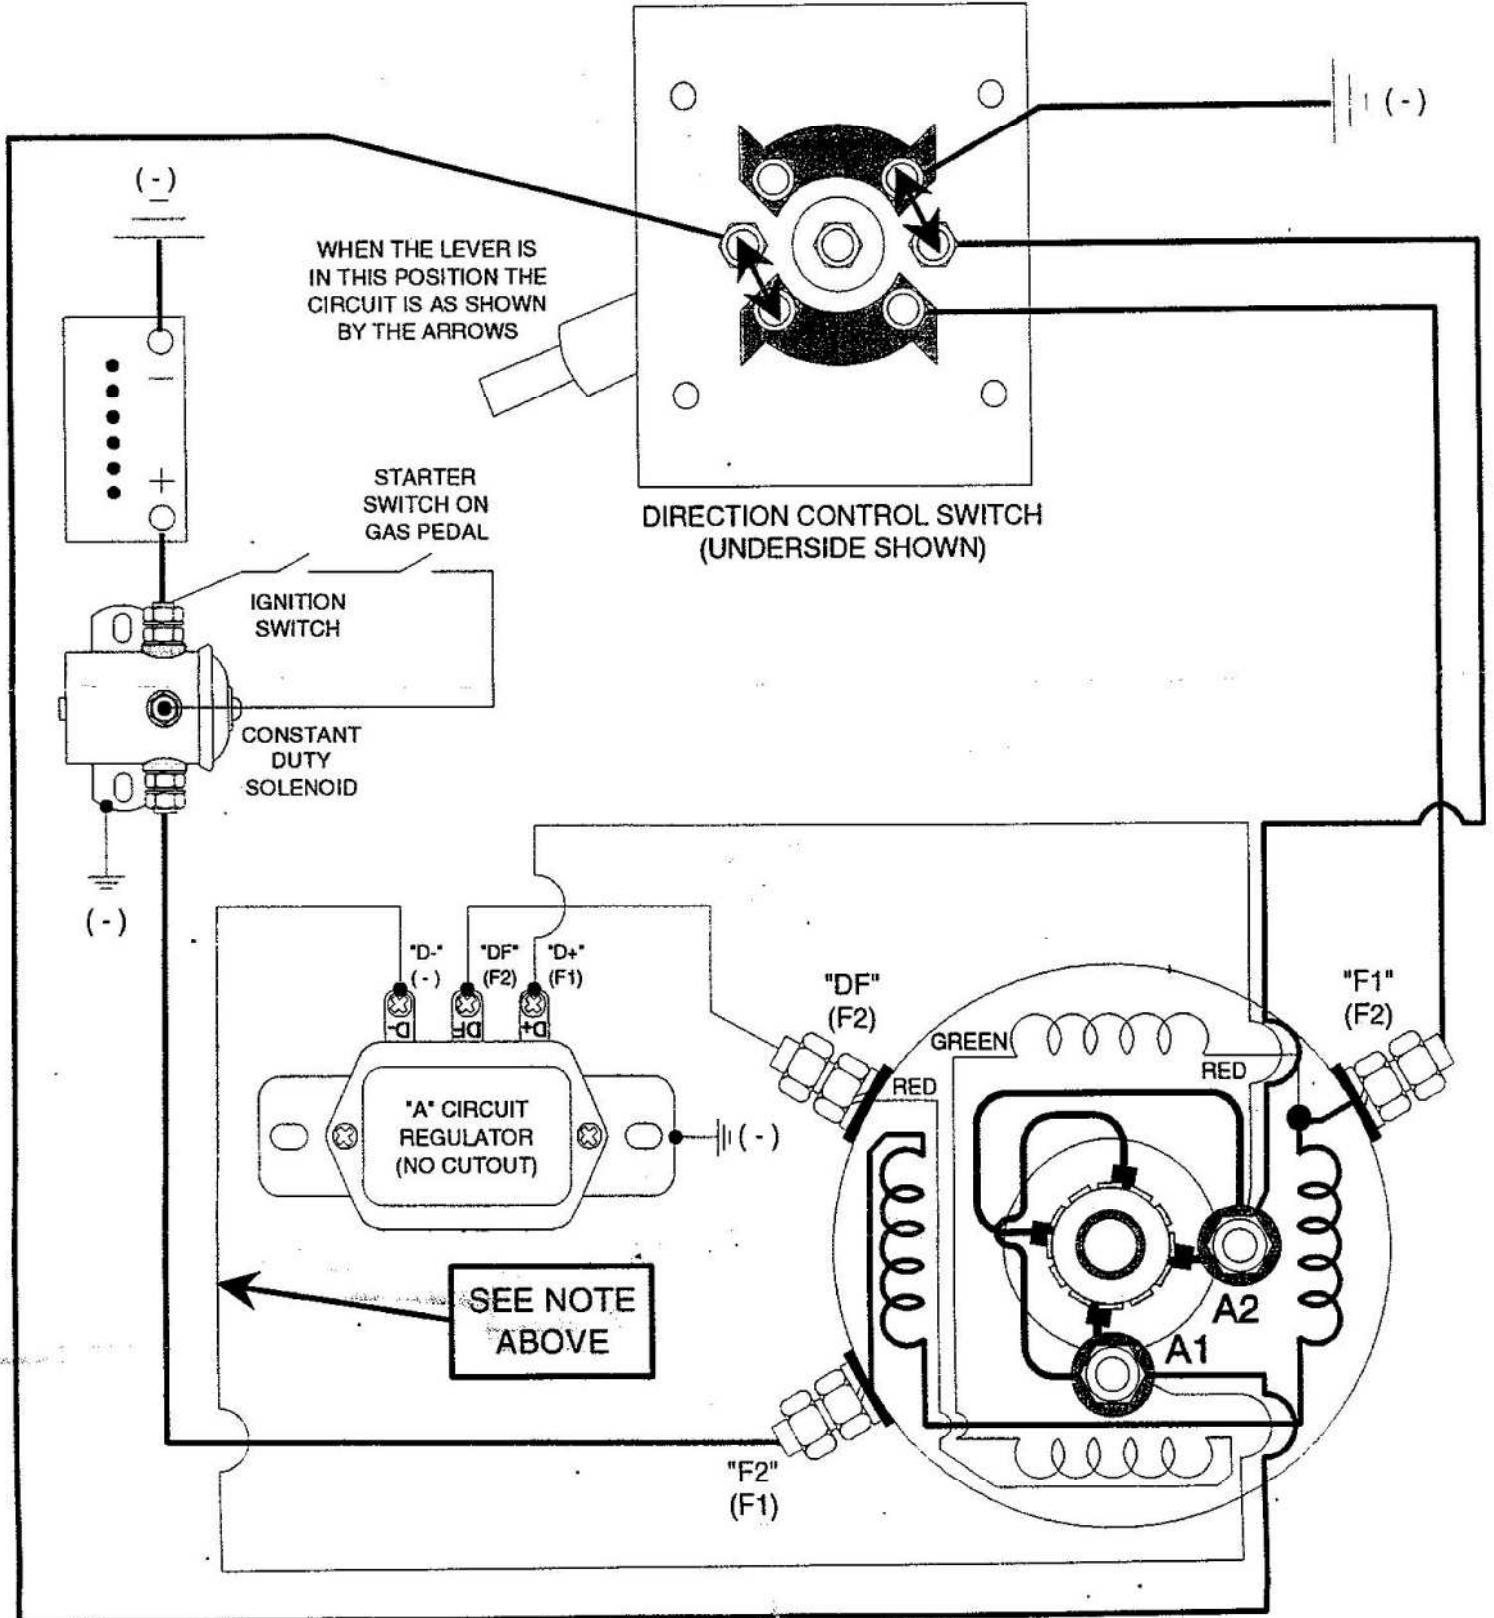 (-)
(-)
WHEN THE LEVER IS
IN THIS POSITION THE
CIRCUIT IS AS SHOWN
BY THE ARROWS
−
+
STARTER
SWITCH ON
GAS PEDAL
DIRECTION CONTROL SWITCH
(UNDERSIDE SHOWN)
IGNITION
SWITCH
CONSTANT
DUTY
SOLENOID
(-)
"D-"
(-)
"DF"
(F2)
"D+"
(F1)
D-
DF
D+
"DF"
(F2)
"F1"
(F2)
GREEN
RED
RED
"A" CIRCUIT
REGULATOR
(NO CUTOUT)
(-)
SEE NOTE
ABOVE
A2
A1
"F2"
(F1)